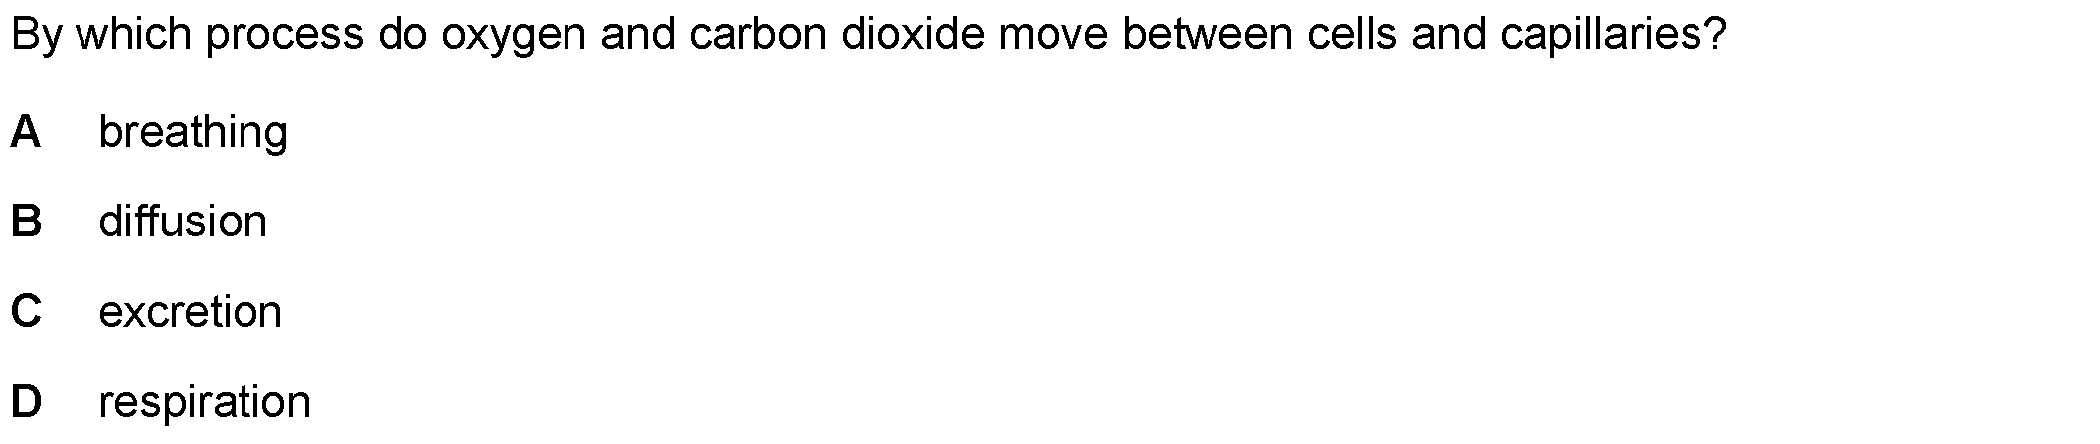 By which process do oxygen and carbon dioxide move between cells and capillaries?
A breathing
B diffusion
C excretion
D respiration